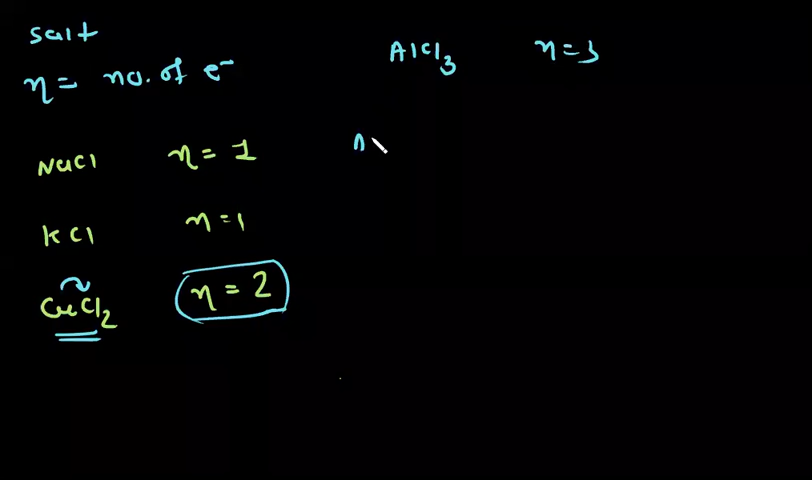 Salt
η = no. of e⁻
NaCl η = 1
KCl η = 1
CuCl₂ η = 2
AlCl₃ η = 3